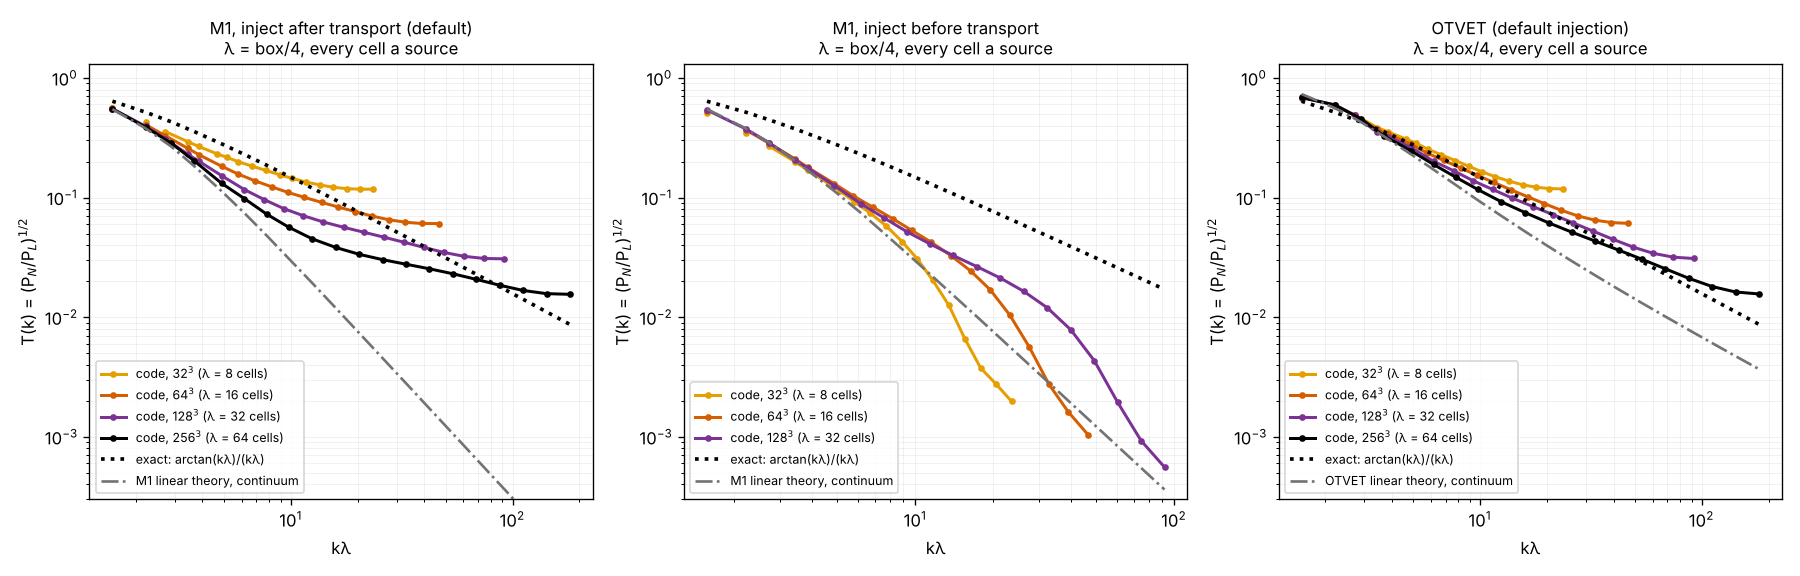 M1, inject after transport (default)
λ = box/4, every cell a source
10⁰
10⁻¹
10⁻²
10⁻³
T(k) = (P_N/P_L)^{1/2}
code, 32³ (λ = 8 cells)
code, 64³ (λ = 16 cells)
code, 128³ (λ = 32 cells)
code, 256³ (λ = 64 cells)
exact: arctan(kλ)/(kλ)
M1 linear theory, continuum
10¹
10²
kλ
M1, inject before transport
λ = box/4, every cell a source
10⁰
10⁻¹
10⁻²
10⁻³
T(k) = (P_N/P_L)^{1/2}
code, 32³ (λ = 8 cells)
code, 64³ (λ = 16 cells)
code, 128³ (λ = 32 cells)
exact: arctan(kλ)/(kλ)
M1 linear theory, continuum
10¹
10²
kλ
OTVET (default injection)
λ = box/4, every cell a source
10⁰
10⁻¹
10⁻²
10⁻³
T(k) = (P_N/P_L)^{1/2}
code, 32³ (λ = 8 cells)
code, 64³ (λ = 16 cells)
code, 128³ (λ = 32 cells)
code, 256³ (λ = 64 cells)
exact: arctan(kλ)/(kλ)
OTVET linear theory, continuum
10¹
10²
kλ